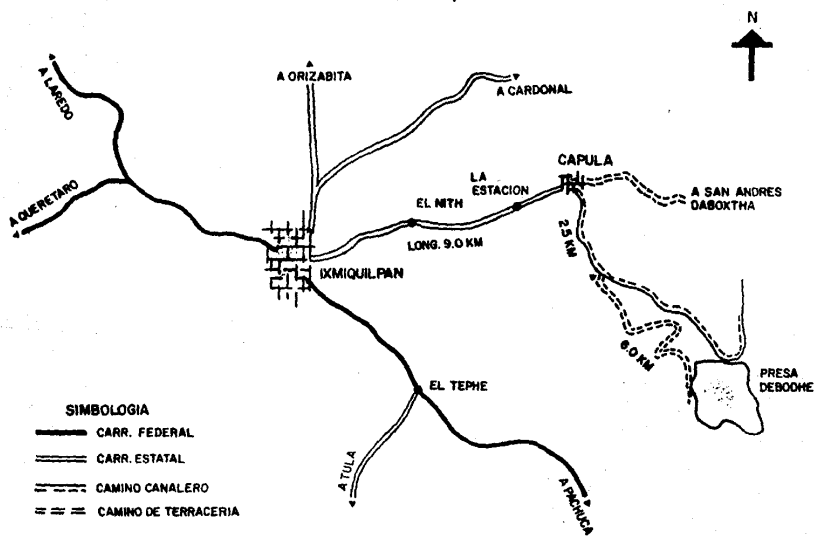 N
A LAREDO
A ORIZABITA
A CARDONAL
CAPULA
LA
ESTACION
A SAN ANDRES
DABOXTHA
A QUERETARO
EL NITH
LONG. 9.0 KM
2.5 KM
IXMIQUILPAN
6.0 KM
EL TEPHE
PRESA
DEBODHE
SIMBOLOGIA
CARR. FEDERAL
CARR. ESTATAL
CAMINO CANALERO
CAMINO DE TERRACERIA
A TULA
A PACHUCA